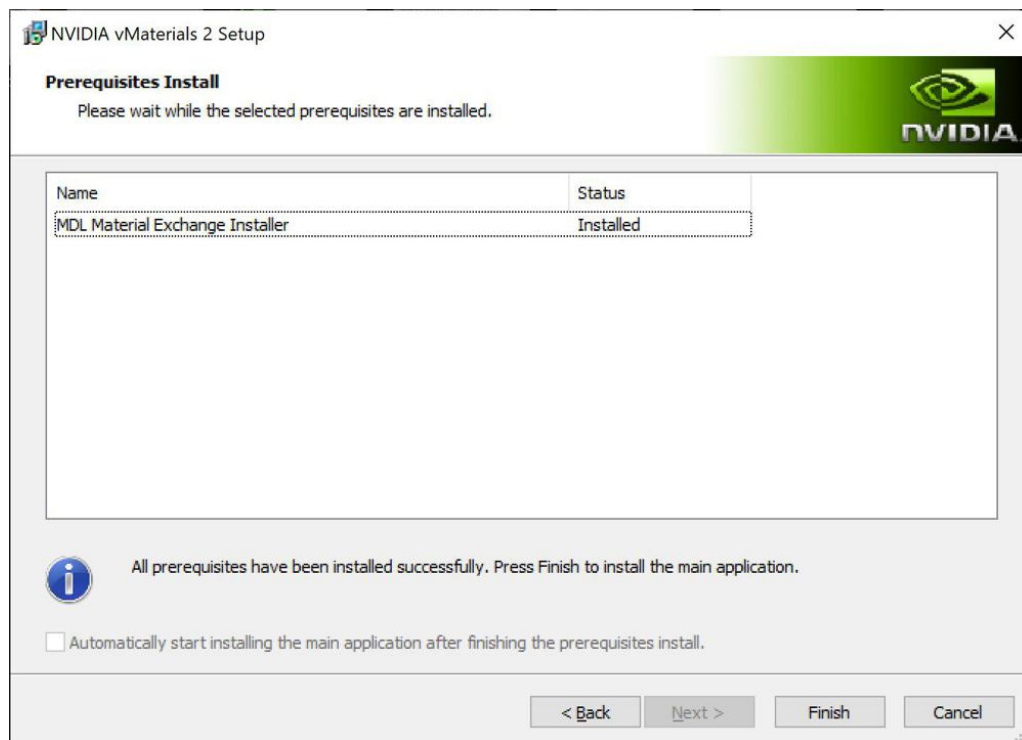 NVIDIA vMaterials 2 Setup
Prerequisites Install
Please wait while the selected prerequisites are installed.
NVIDIA
Name Status
MDL Material Exchange Installer Installed
All prerequisites have been installed successfully. Press Finish to install the main application.
Automatically start installing the main application after finishing the prerequisites install.
< Back Next > Finish Cancel